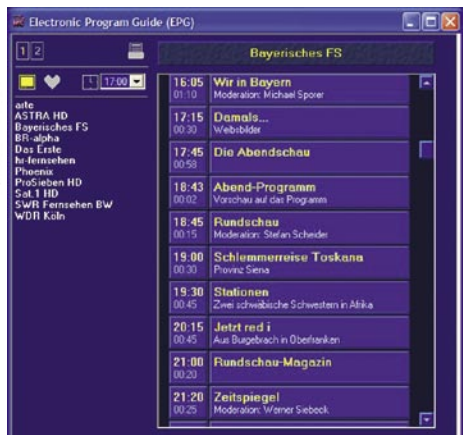 Electronic Program Guide (EPG)
1 2
Bayerisches FS
17:00
arte
ASTRA HD
Bayerisches FS
BR-alpha
Das Erste
hr-fernsehen
Phoenix
ProSieben HD
Sat.1 HD
SWR Fernsehen BW
WDR Köln
16:05 Wir in Bayern
01:10 Moderation: Michael Sporer
17:15 Damals...
00:30 Weibsbilder
17:45 Die Abendschau
00:58
18:43 Abend-Programm
00:02 Vorschau auf das Programm
18:45 Rundschau
00:15 Moderation: Stefan Scheider
19:00 Schlemmerreise Toskana
00:30 Provinz Siena
19:30 Stationen
00:45 Zwei schwäbische Schwestern in Afrika
20:15 Jetzt red i
00:45 Aus Burgebrach in Oberfranken
21:00 Rundschau-Magazin
00:20
21:20 Zeitspiegel
00:25 Moderation: Werner Siebeck